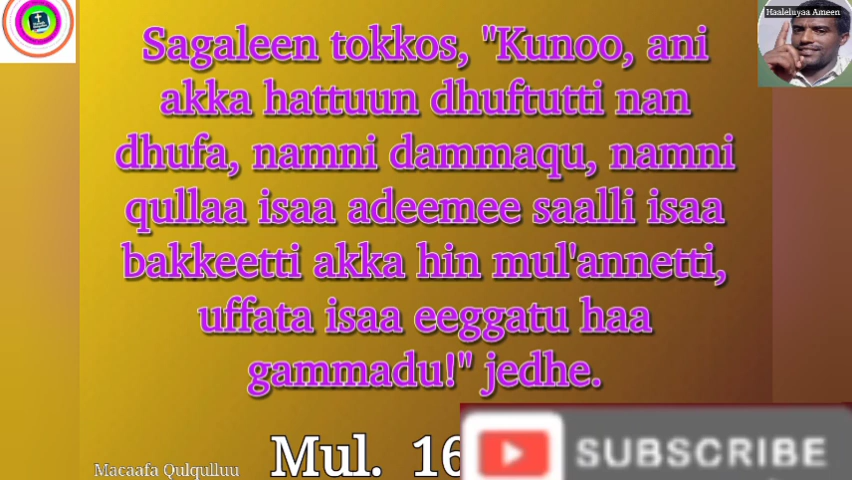 Haaleluyaa Ameen
Sagaleen tokkos, "Kunoo, ani
akka hattuun dhuftutti nan
dhufa, namni dammaqu, namni
qullaa isaa adeemee saalli isaa
bakkeetti akka hin mul'annetti,
uffata isaa eeggatu haa
gammadu!" jedhe.
Macaafa Qulqulluu
Mul. 16
SUBSCRIBE